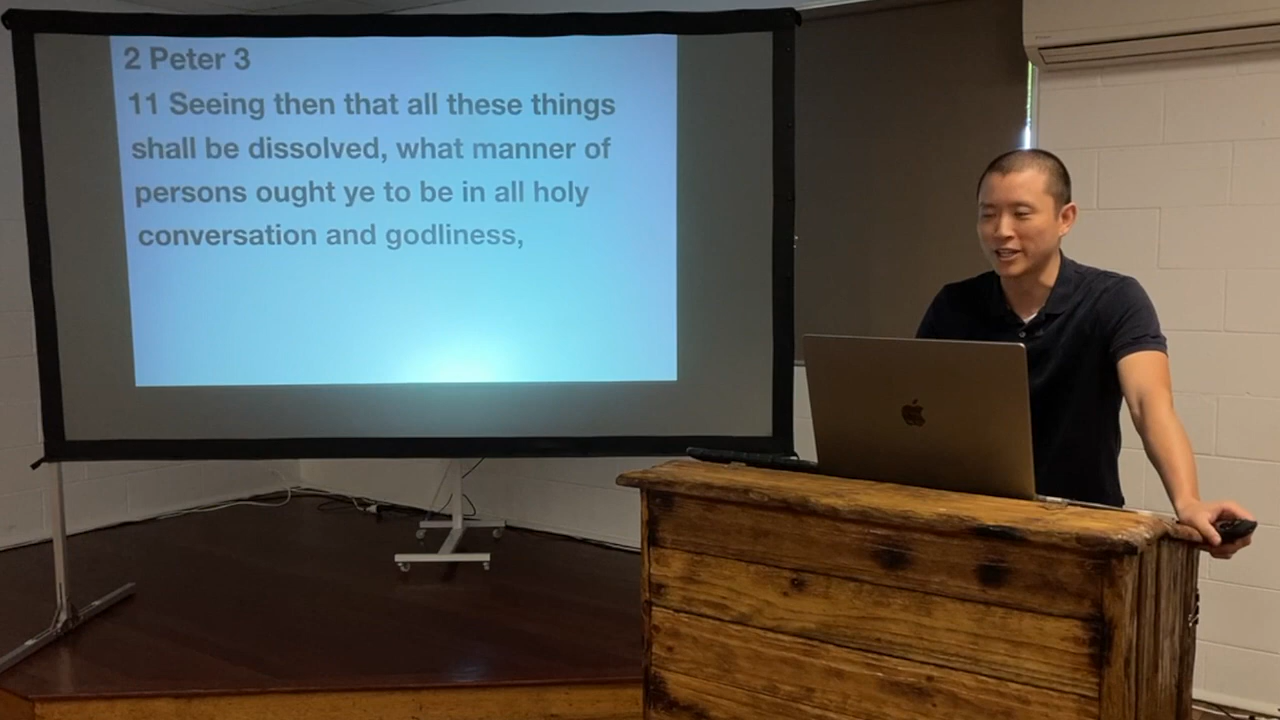 2 Peter 3
11 Seeing then that all these things
shall be dissolved, what manner of
persons ought ye to be in all holy
conversation and godliness,